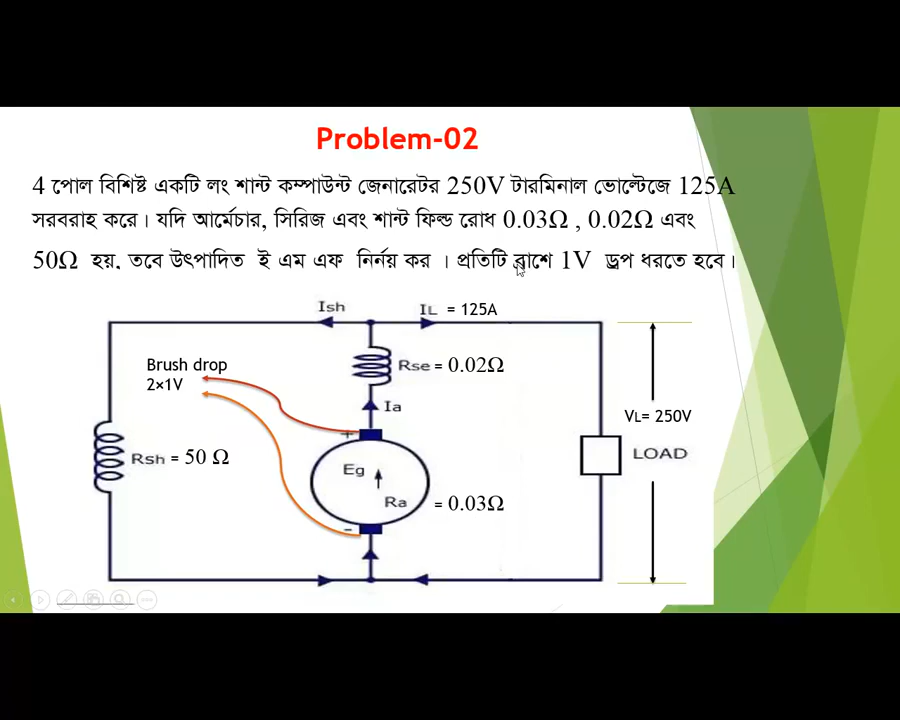 Problem-02
4 পোল বিশিষ্ট একটি লং শান্ট কম্পাউন্ট জেনারেটর 250V টারমিনাল ভোল্টেজে 125A
সরবরাহ করে। যদি আর্মেচার, সিরিজ এবং শান্ট ফিল্ড রোধ 0.03Ω , 0.02Ω এবং
50Ω হয়, তবে উৎপাদিত ই এম এফ নির্নয় কর । প্রতিটি ব্রাশে 1V ড্রপ ধরতে হবে।
Ish
IL = 125A
Brush drop
2×1V
Rse = 0.02Ω
Ia
VL= 250V
+
Rsh = 50 Ω
Eg
LOAD
Ra = 0.03Ω
-